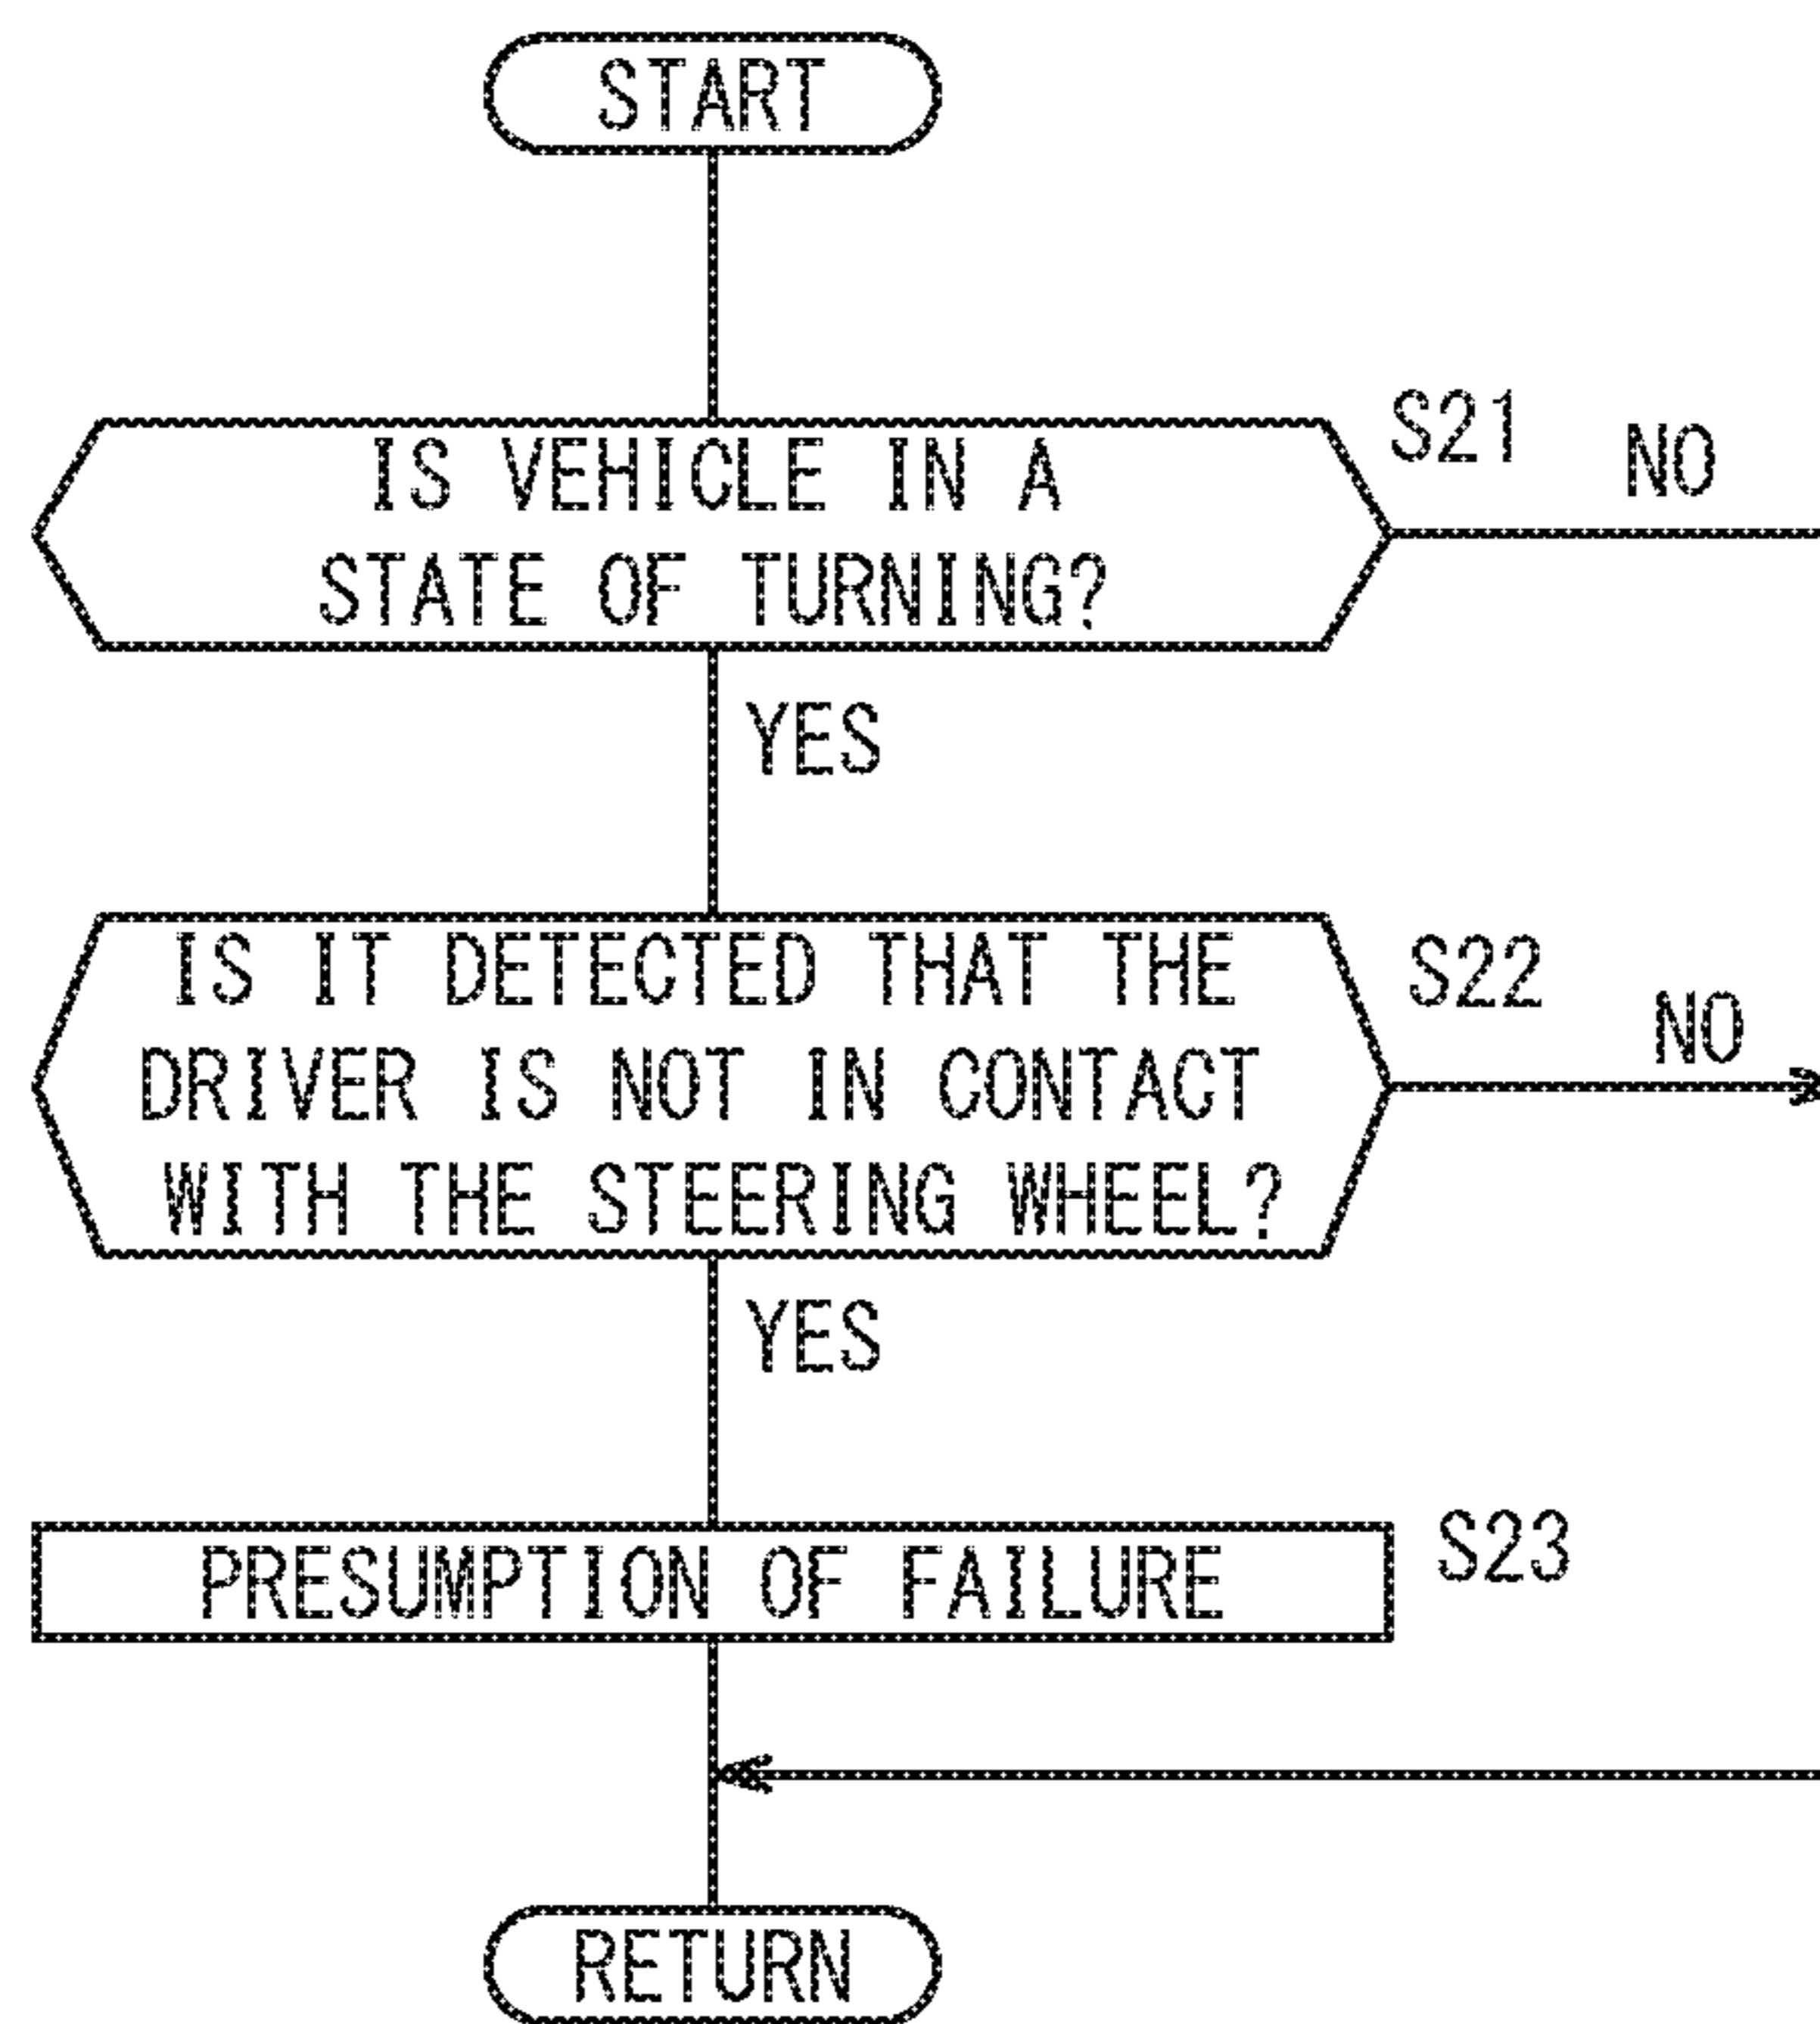 START
S21
NO
IS VEHICLE IN A
STATE OF TURNING?
YES
IS IT DETECTED THAT THE
S22
NO
DRIVER IS NOT IN CONTACT
WITH THE STEERING WHEEL?
YES
S23
PRESUMPTION OF FAILURE
RETURN